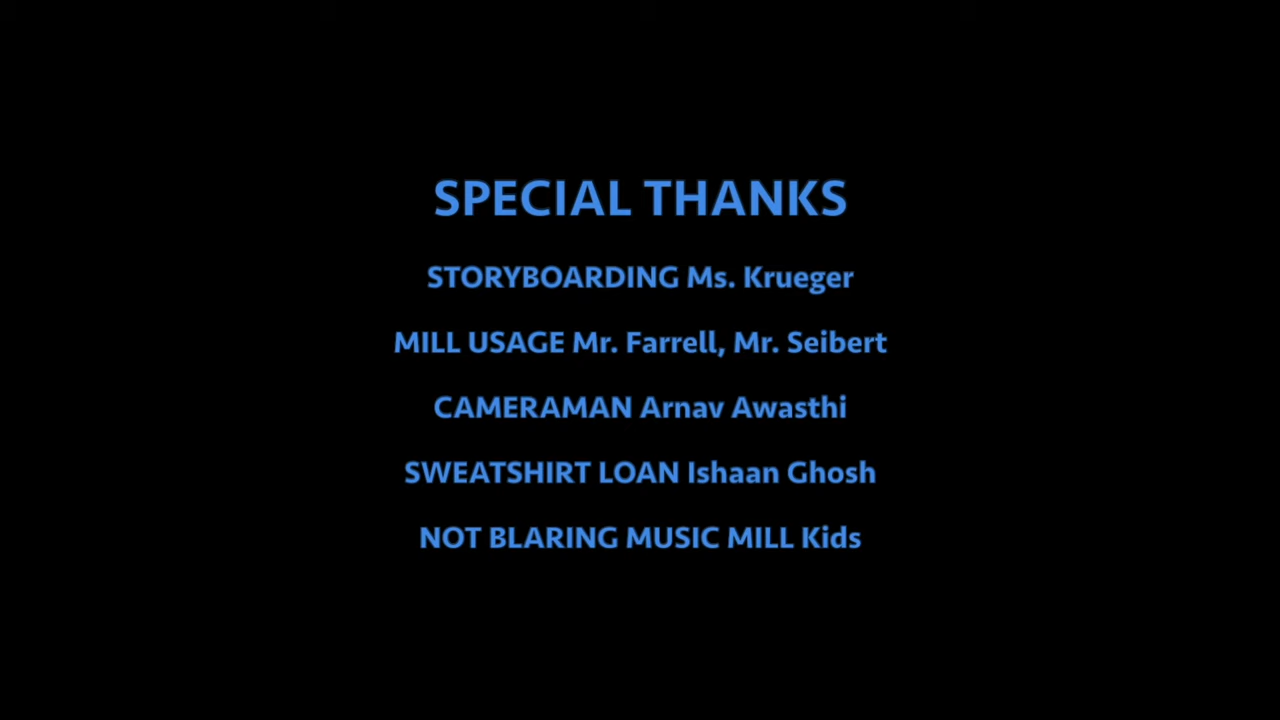 SPECIAL THANKS
STORYBOARDING Ms. Krueger
MILL USAGE Mr. Farrell, Mr. Seibert
CAMERAMAN Arnav Awasthi
SWEATSHIRT LOAN Ishaan Ghosh
NOT BLARING MUSIC MILL Kids